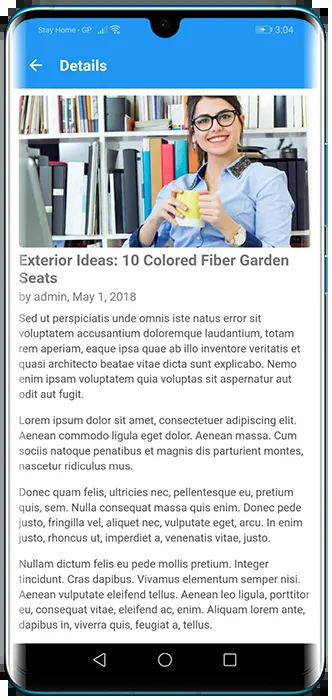 Stay Home - GP
3:04
Details
Exterior Ideas: 10 Colored Fiber Garden
Seats
by admin, May 1, 2018
Sed ut perspiciatis unde omnis iste natus error sit
voluptatem accusantium doloremque laudantium, totam
rem aperiam, eaque ipsa quae ab illo inventore veritatis et
quasi architecto beatae vitae dicta sunt explicabo. Nemo
enim ipsam voluptatem quia voluptas sit aspernatur aut
odit aut fugit.
Lorem ipsum dolor sit amet, consectetuer adipiscing elit.
Aenean commodo ligula eget dolor. Aenean massa. Cum
sociis natoque penatibus et magnis dis parturient montes,
nascetur ridiculus mus.
Donec quam felis, ultricies nec, pellentesque eu, pretium
quis, sem. Nulla consequat massa quis enim. Donec pede
justo, fringilla vel, aliquet nec, vulputate eget, arcu. In enim
justo, rhoncus ut, imperdiet a, venenatis vitae, justo.
Nullam dictum felis eu pede mollis pretium. Integer
tincidunt. Cras dapibus. Vivamus elementum semper nisi.
Aenean vulputate eleifend tellus. Aenean leo ligula, porttitor
eu, consequat vitae, eleifend ac, enim. Aliquam lorem ante,
dapibus in, viverra quis, feugiat a, tellus.